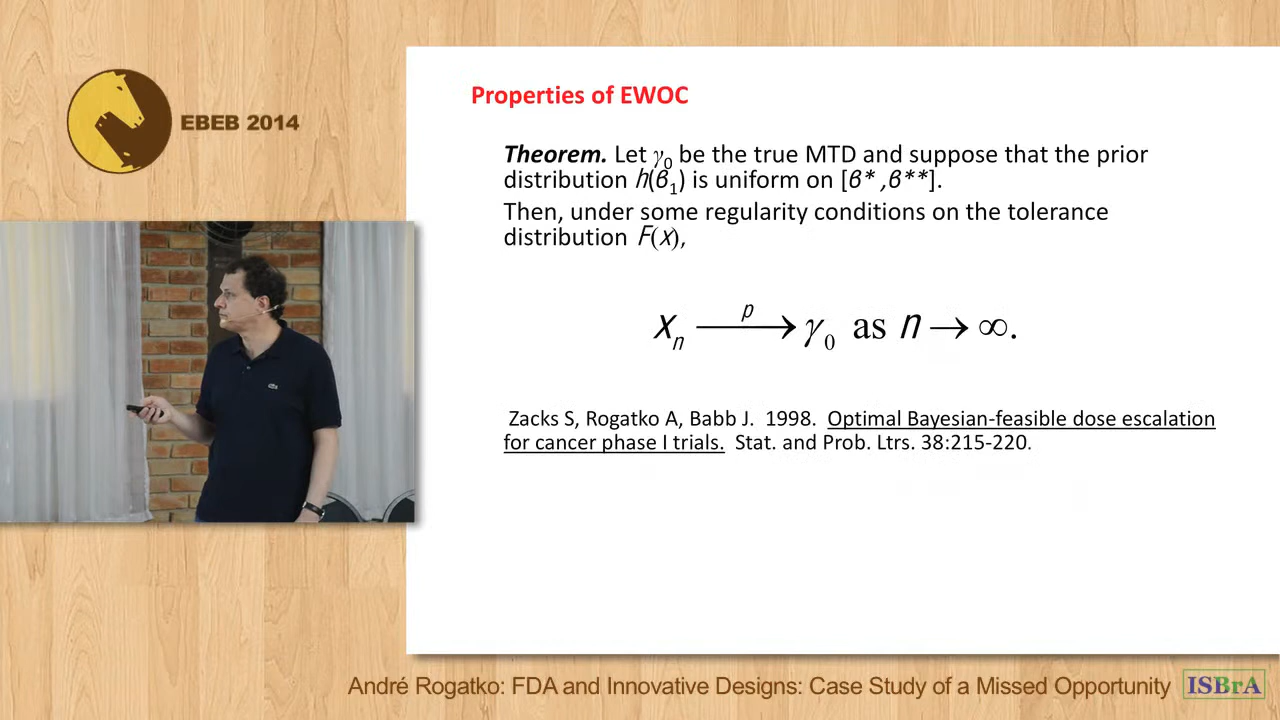 EBEB 2014
Properties of EWOC
Theorem. Let γ₀ be the true MTD and suppose that the prior
distribution h(β₁) is uniform on [β* ,β**].
Then, under some regularity conditions on the tolerance
distribution F(x),
xₙ ⟶ᵖ γ₀ as n → ∞.
Zacks S, Rogatko A, Babb J. 1998. Optimal Bayesian-feasible dose escalation
for cancer phase I trials. Stat. and Prob. Ltrs. 38:215-220.
André Rogatko: FDA and Innovative Designs: Case Study of a Missed Opportunity
ISBrA